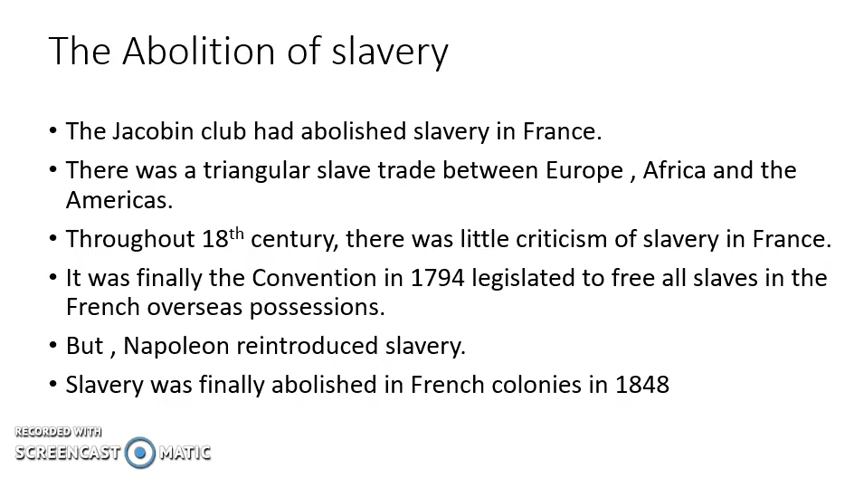 The Abolition of slavery
• The Jacobin club had abolished slavery in France.
• There was a triangular slave trade between Europe , Africa and the
Americas.
• Throughout 18th century, there was little criticism of slavery in France.
• It was finally the Convention in 1794 legislated to free all slaves in the
French overseas possessions.
• But , Napoleon reintroduced slavery.
• Slavery was finally abolished in French colonies in 1848
RECORDED WITH
SCREENCAST MATIC